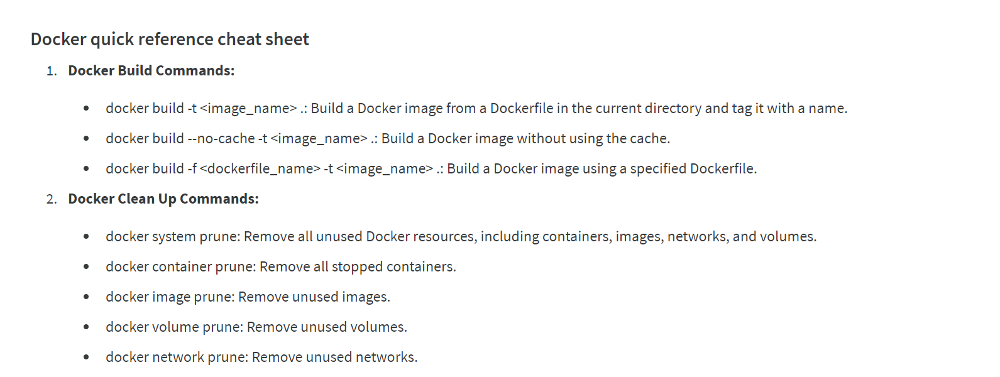 Docker quick reference cheat sheet
1. Docker Build Commands:
• docker build -t <image_name> .: Build a Docker image from a Dockerfile in the current directory and tag it with a name.
• docker build --no-cache -t <image_name> .: Build a Docker image without using the cache.
• docker build -f <dockerfile_name> -t <image_name> .: Build a Docker image using a specified Dockerfile.
2. Docker Clean Up Commands:
• docker system prune: Remove all unused Docker resources, including containers, images, networks, and volumes.
• docker container prune: Remove all stopped containers.
• docker image prune: Remove unused images.
• docker volume prune: Remove unused volumes.
• docker network prune: Remove unused networks.